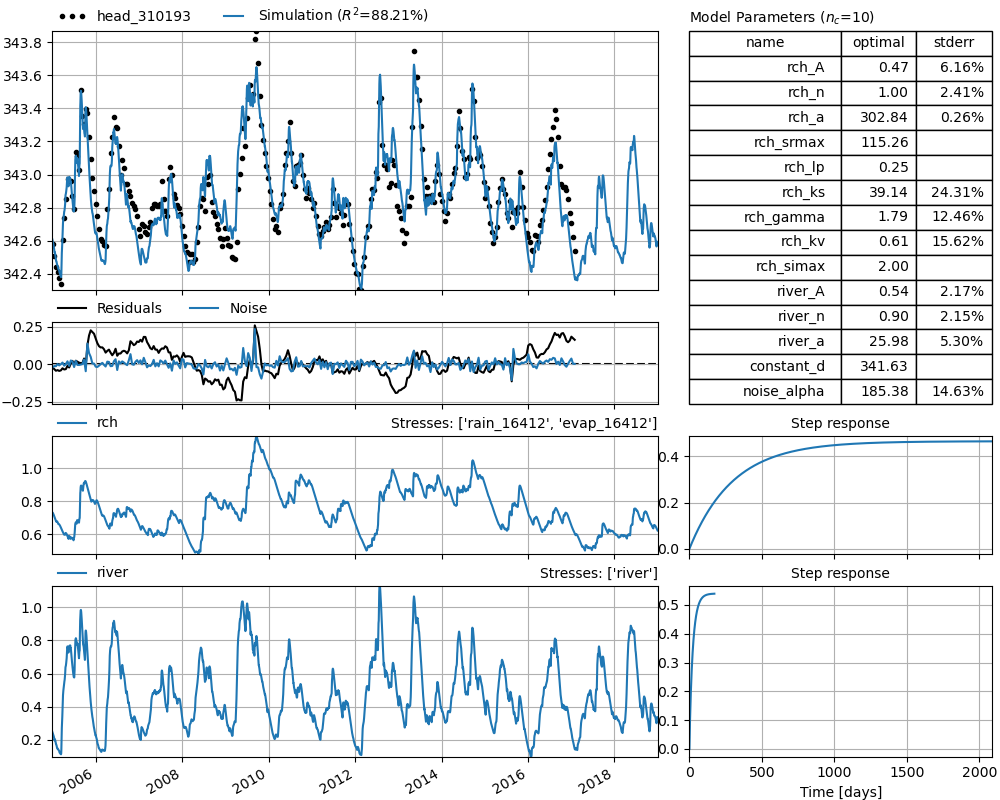 head_310193 Simulation (R²=88.21%)
Model Parameters (n_c=10)
name optimal stderr
rch_A 0.47 6.16%
rch_n 1.00 2.41%
rch_a 302.84 0.26%
rch_srmax 115.26
rch_lp 0.25
rch_ks 39.14 24.31%
rch_gamma 1.79 12.46%
rch_kv 0.61 15.62%
rch_simax 2.00
river_A 0.54 2.17%
river_n 0.90 2.15%
river_a 25.98 5.30%
constant_d 341.63
noise_alpha 185.38 14.63%
343.8
343.6
343.4
343.2
343.0
342.8
342.6
342.4
Residuals Noise
0.25
0.00
−0.25
rch Stresses: ['rain_16412', 'evap_16412']
1.0
0.8
0.6
Step response
0.4
0.2
0.0
river Stresses: ['river']
1.0
0.8
0.6
0.4
0.2
2006 2008 2010 2012 2014 2016 2018
Step response
0.5
0.4
0.3
0.2
0.1
0.0
0 500 1000 1500 2000
Time [days]